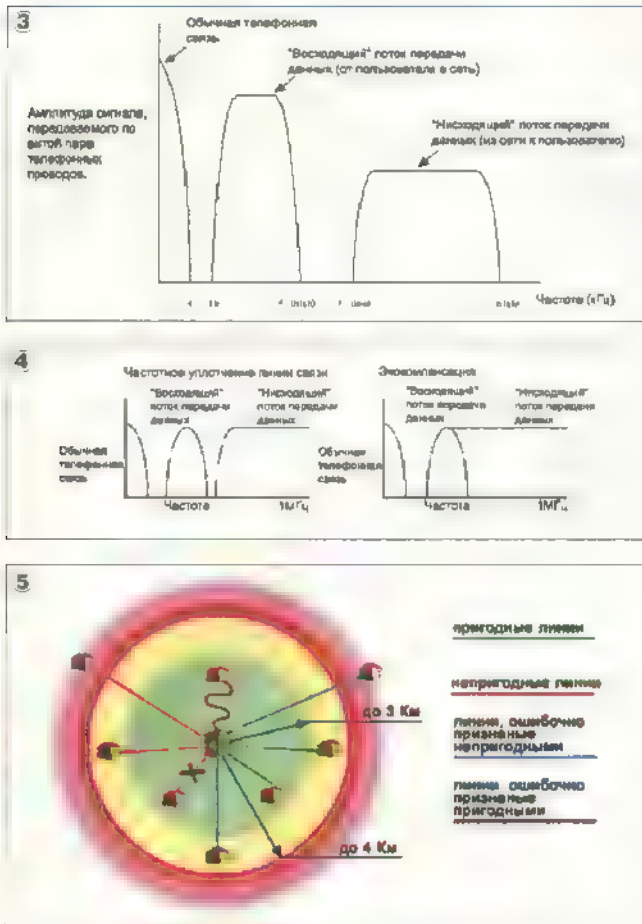 3
Обычная телефонная
связь
"Восходящий" поток передачи
данных (от пользователя в сеть)
Амплитуда сигнала,
передаваемого по
витой паре
телефонных
проводов.
"Нисходящий" поток передачи
данных (из сети к пользователю)
Частота (кГц)
4
Частотное уплотнение линии связи
"Восходящий"
поток передачи
данных
"Нисходящий"
поток передачи
данных
Обычная
телефонная
связь
Частота
1МГц
Эхокомпенсация
"Восходящий"
поток передачи
данных
"Нисходящий"
поток передачи
данных
Обычная
телефонная
связь
Частота
1МГц
5
до 3 Км
до 4 Км
пригодные линии
непригодные линии
линии, ошибочно
признаные
непригодными
линии ошибочно
признаные
пригодными